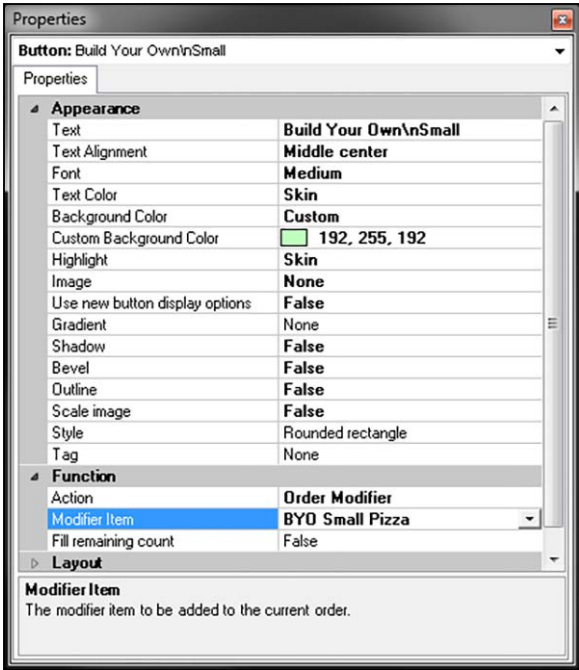 Properties
Button: Build Your Own\nSmall
Properties
Appearance
Text Build Your Own\nSmall
Text Alignment Middle center
Font Medium
Text Color Skin
Background Color Custom
Custom Background Color 192, 255, 192
Highlight Skin
Image None
Use new button display options False
Gradient None
Shadow False
Bevel False
Outline False
Scale image False
Style Rounded rectangle
Tag None
Function
Action Order Modifier
Modifier Item BYO Small Pizza
Fill remaining count False
Layout
Modifier Item
The modifier item to be added to the current order.